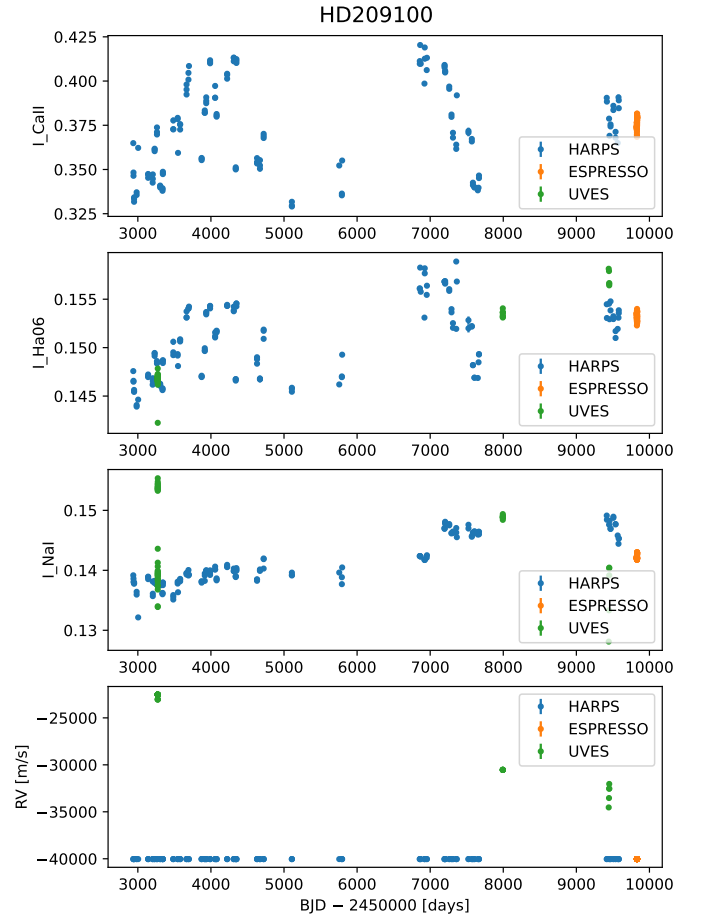 HD209100
0.425
0.400
0.375
0.350
0.325
I_CaII
HARPS
ESPRESSO
UVES
3000 4000 5000 6000 7000 8000 9000 10000
0.155
0.150
0.145
I_Ha06
HARPS
ESPRESSO
UVES
3000 4000 5000 6000 7000 8000 9000 10000
0.15
0.14
0.13
I_NaI
HARPS
ESPRESSO
UVES
3000 4000 5000 6000 7000 8000 9000 10000
−25000
−30000
−35000
−40000
RV [m/s]
HARPS
ESPRESSO
UVES
3000 4000 5000 6000 7000 8000 9000 10000
BJD − 2450000 [days]